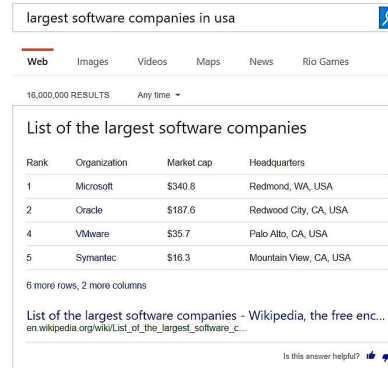 largest software companies in usa
Web Images Videos Maps News Rio Games
16,000,000 RESULTS Any time
List of the largest software companies
Rank Organization Market cap Headquarters
1 Microsoft $340.8 Redmond, WA, USA
2 Oracle $187.6 Redwood City, CA, USA
4 VMware $35.7 Palo Alto, CA, USA
5 Symantec $16.3 Mountain View, CA, USA
6 more rows, 2 more columns
List of the largest software companies - Wikipedia, the free enc...
en.wikipedia.org/wiki/List_of_the_largest_software_c...
Is this answer helpful?